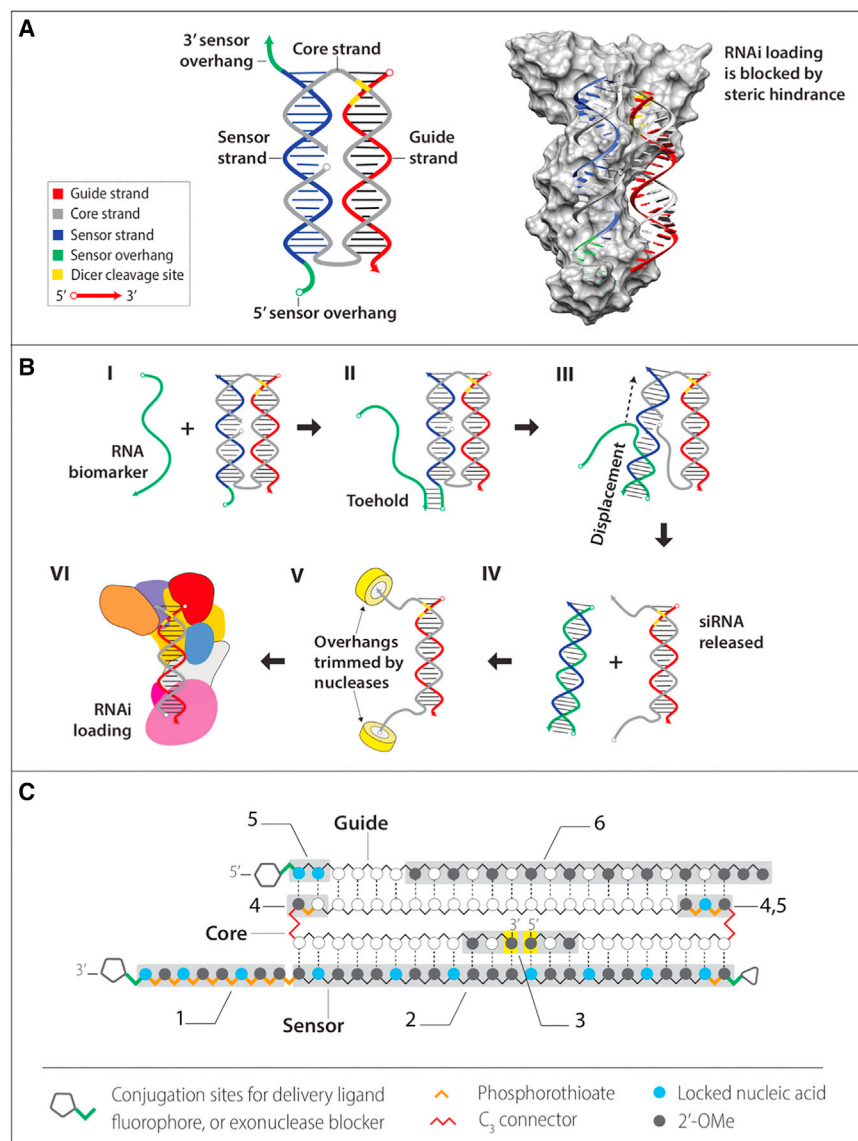 A
3′ sensor
overhang
Core strand
Sensor
strand
Guide
strand
5′ sensor overhang
Guide strand
Core strand
Sensor strand
Sensor overhang
Dicer cleavage site
5′ 3′
RNAi loading
is blocked by
steric hindrance
B
I
RNA
biomarker
+
II
Toehold
III
Displacement
IV
+
siRNA
released
V
Overhangs
trimmed by
nucleases
VI
RNAi
loading
C
5
Guide
6
5′
4
4,5
Core
3′ 5′
3′
1
Sensor
2
3
Conjugation sites for delivery ligand
fluorophore, or exonuclease blocker
Phosphorothioate
C3 connector
Locked nucleic acid
2′-OMe